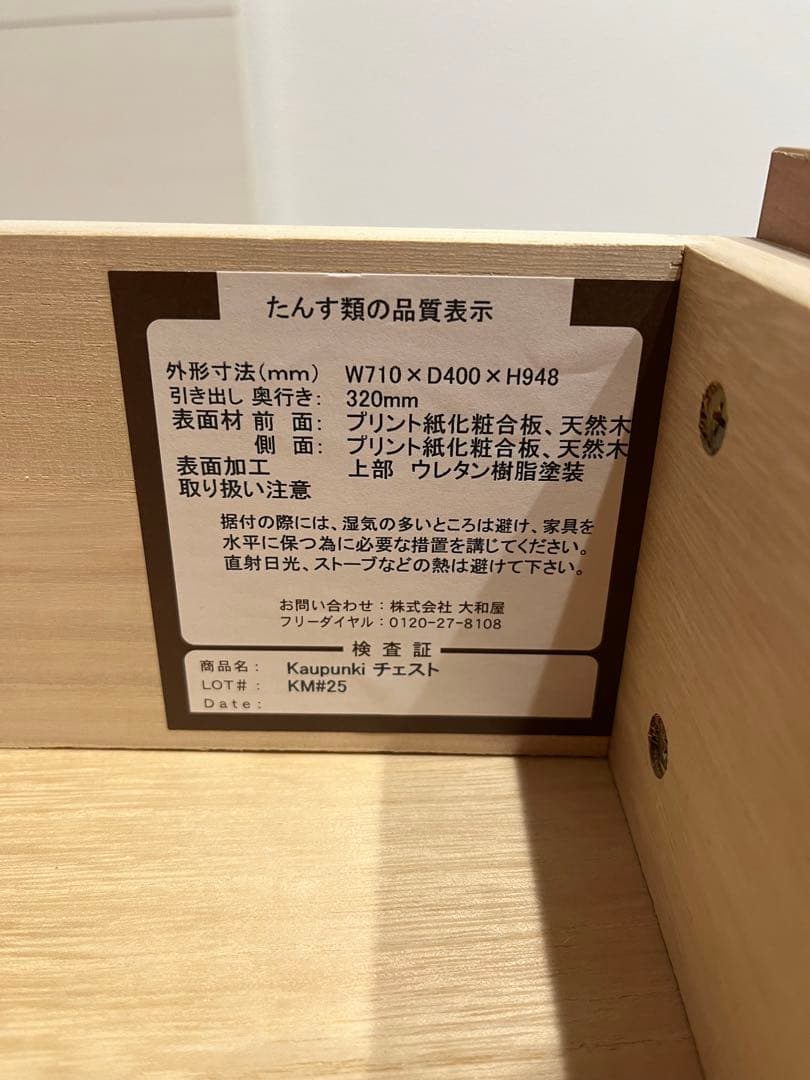 たんす類の品質表示
外形寸法(mm) W710×D400×H948
引き出し 奥行き: 320mm
表面材 前 面: プリント紙化粧合板、天然木
側 面: プリント紙化粧合板、天然木
表面加工 上部 ウレタン樹脂塗装
取り扱い注意
据付の際には、湿気の多いところは避け、家具を
水平に保つ為に必要な措置を講じてください。
直射日光、ストーブなどの熱は避けて下さい。
お問い合わせ:株式会社 大和屋
フリーダイヤル:0120-27-8108
検 査 証
商品名: Kaupunki チェスト
LOT#: KM#25
Date: